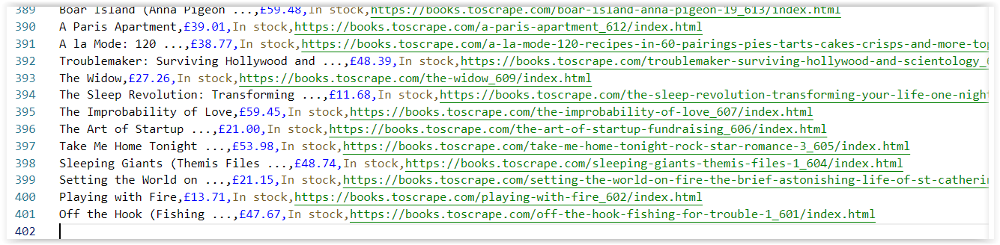 389 Boar Island (Anna Pigeon ...,£59.48,In stock,https://books.toscrape.com/boar-island-anna-pigeon-19_613/index.html
390 A Paris Apartment,£39.01,In stock,https://books.toscrape.com/a-paris-apartment_612/index.html
391 A la Mode: 120 ...,£38.77,In stock,https://books.toscrape.com/a-la-mode-120-recipes-in-60-pairings-pies-tarts-cakes-crisps-and-more-top
392 Troublemaker: Surviving Hollywood and ...,£48.39,In stock,https://books.toscrape.com/troublemaker-surviving-hollywood-and-scientology_6
393 The Widow,£27.26,In stock,https://books.toscrape.com/the-widow_609/index.html
394 The Sleep Revolution: Transforming ...,£11.68,In stock,https://books.toscrape.com/the-sleep-revolution-transforming-your-life-one-night
395 The Improbability of Love,£59.45,In stock,https://books.toscrape.com/the-improbability-of-love_607/index.html
396 The Art of Startup ...,£21.00,In stock,https://books.toscrape.com/the-art-of-startup-fundraising_606/index.html
397 Take Me Home Tonight ...,£53.98,In stock,https://books.toscrape.com/take-me-home-tonight-rock-star-romance-3_605/index.html
398 Sleeping Giants (Themis Files ...,£48.74,In stock,https://books.toscrape.com/sleeping-giants-themis-files-1_604/index.html
399 Setting the World on ...,£21.15,In stock,https://books.toscrape.com/setting-the-world-on-fire-the-brief-astonishing-life-of-st-catherin
400 Playing with Fire,£13.71,In stock,https://books.toscrape.com/playing-with-fire_602/index.html
401 Off the Hook (Fishing ...,£47.67,In stock,https://books.toscrape.com/off-the-hook-fishing-for-trouble-1_601/index.html
402